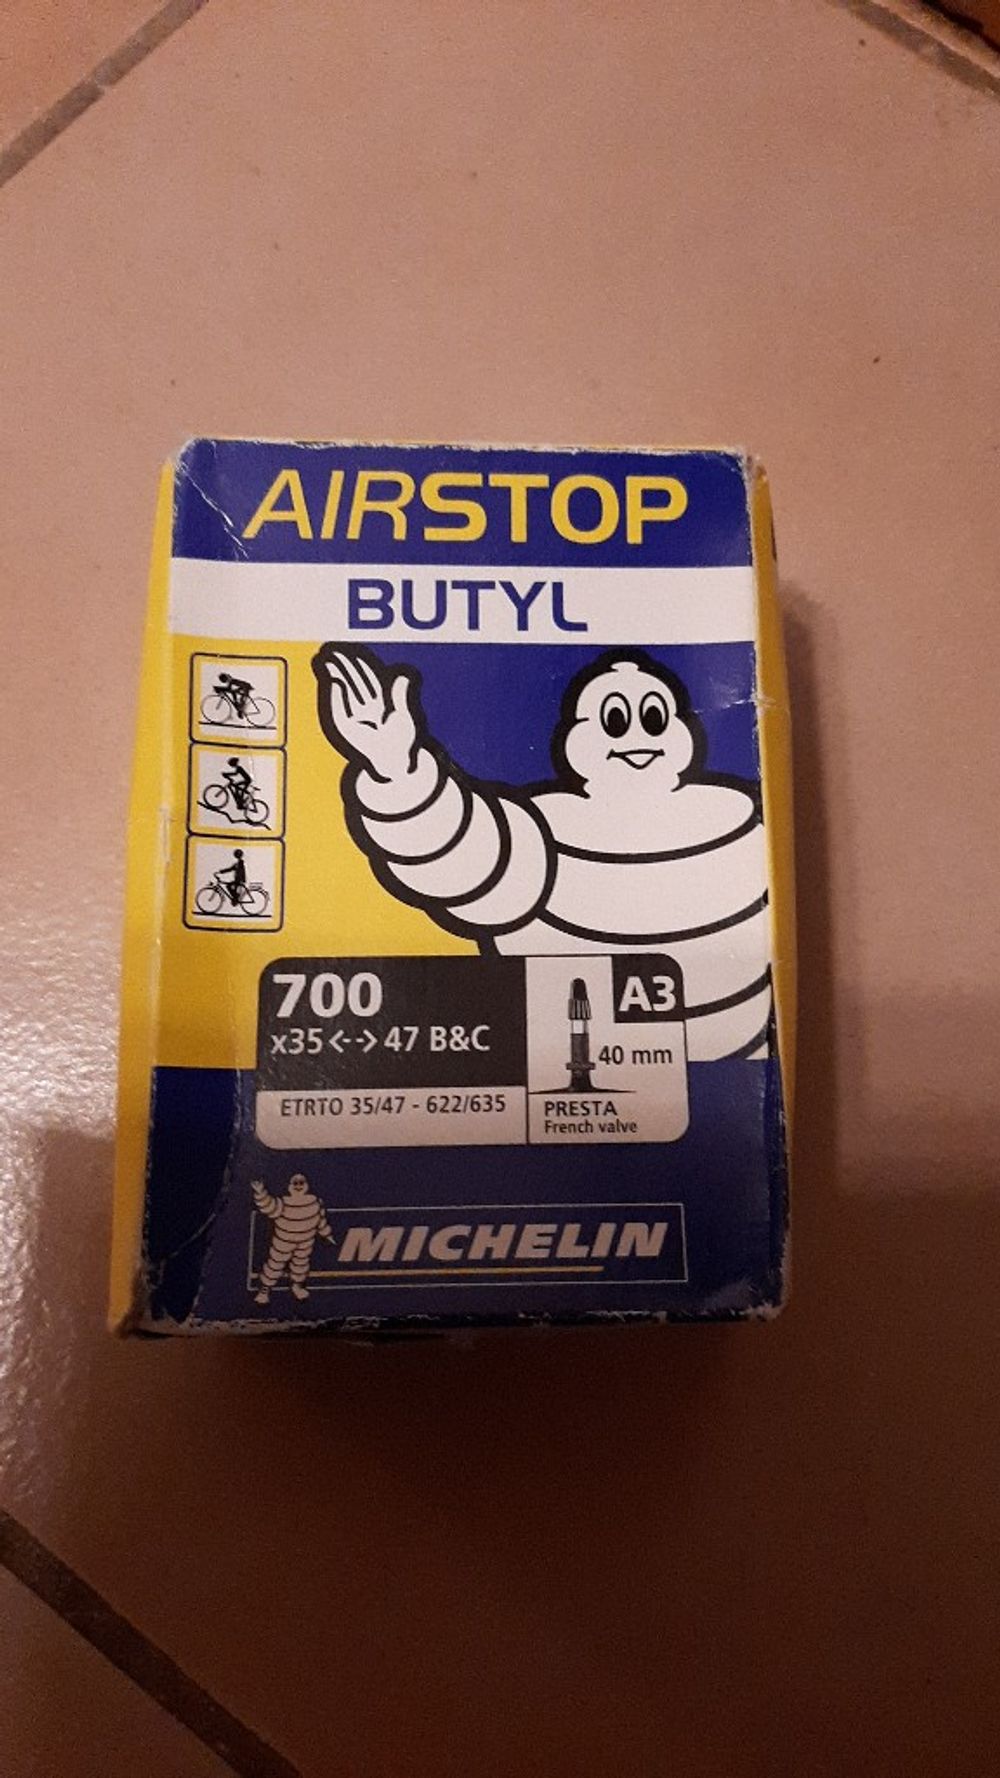 AIRSTOP
BUTYL
700
x35<-->47 B&C
ETRTO 35/47 - 622/635
A3
40 mm
PRESTA
French valve
MICHELIN